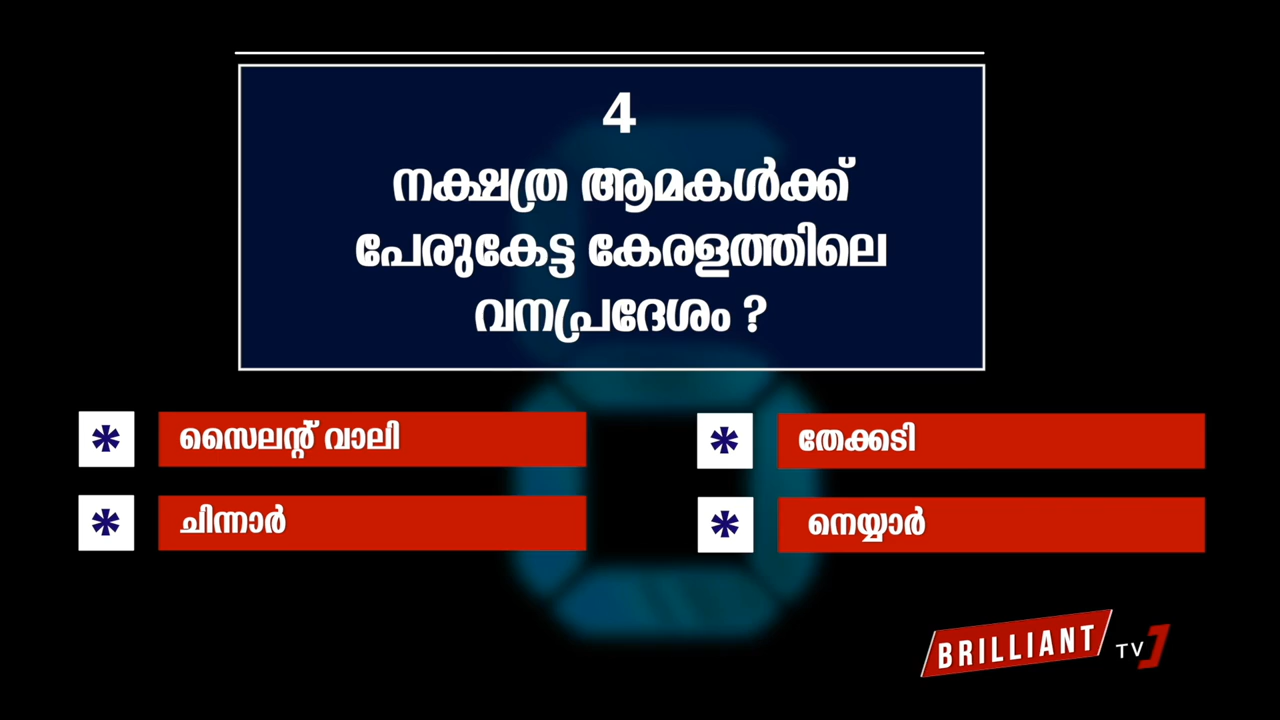 4
നക്ഷത്ര ആമകൾക്ക്
പേരുകേട്ട കേരളത്തിലെ
വനപ്രദേശം ?
* സൈലന്റ് വാലി
* തേക്കടി
* ചിന്നാർ
* നെയ്യാർ
BRILLIANT TV